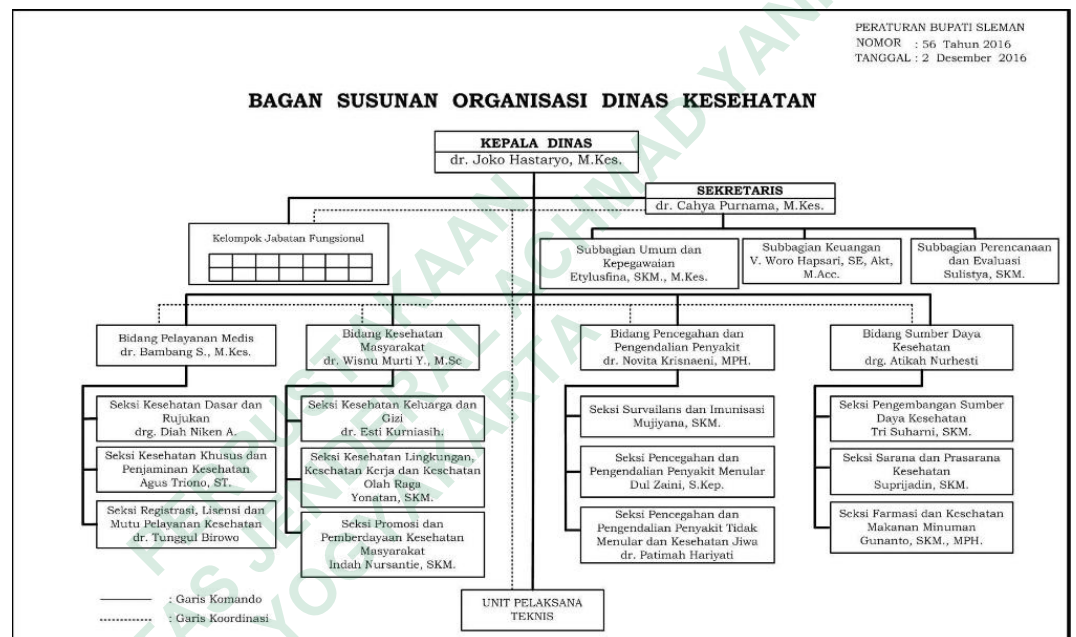 PERATURAN BUPATI SLEMAN
NOMOR : 56 Tahun 2016
TANGGAL : 2 Desember 2016
BAGAN SUSUNAN ORGANISASI DINAS KESEHATAN
KEPALA DINAS
dr. Joko Hastaryo, M.Kes.
SEKRETARIS
dr. Cahya Purnama, M.Kes.
Kelompok Jabatan Fungsional
Subbagian Umum dan
Kepegawaian
Etylusfina, SKM., M.Kes.
Subbagian Keuangan
V. Woro Hapsari, SE, Akt,
M.Acc.
Subbagian Perencanaan
dan Evaluasi
Sulistya, SKM.
Bidang Pelayanan Medis
dr. Bambang S., M.Kes.
Bidang Kesehatan
Masyarakat
dr. Wisnu Murti Y., M.Sc
Bidang Pencegahan dan
Pengendalian Penyakit
dr. Novita Krisnaeni, MPH.
Bidang Sumber Daya
Kesehatan
drg. Atikah Nurhesti
Seksi Kesehatan Dasar dan
Rujukan
drg. Diah Niken A.
Seksi Kesehatan Khusus dan
Penjaminan Kesehatan
Agus Triono, ST.
Seksi Registrasi, Lisensi dan
Mutu Pelayanan Kesehatan
dr. Tunggul Birowo
Seksi Kesehatan Keluarga dan
Gizi
dr. Esti Kurniasih.
Seksi Kesehatan Lingkungan,
Kesehatan Kerja dan Kesehatan
Olah Raga
Yonatan, SKM.
Seksi Promosi dan
Pemberdayaan Kesehatan
Masyarakat
Indah Nursantie, SKM.
Seksi Survailans dan Imunisasi
Mujiyana, SKM.
Seksi Pencegahan dan
Pengendalian Penyakit Menular
Dul Zaini, S.Kep.
Seksi Pencegahan dan
Pengendalian Penyakit Tidak
Menular dan Kesehatan Jiwa
dr. Patimah Hariyati
Seksi Pengembangan Sumber
Daya Kesehatan
Tri Suharni, SKM.
Seksi Sarana dan Prasarana
Kesehatan
Suprijadin, SKM.
Seksi Farmasi dan Kesehatan
Makanan Minuman
Gunanto, SKM., MPH.
UNIT PELAKSANA
TEKNIS
: Garis Komando
: Garis Koordinasi
PERPUSTAKAAN
TAS JENDERAL ACHMAD YANI
YOGYAKARTA